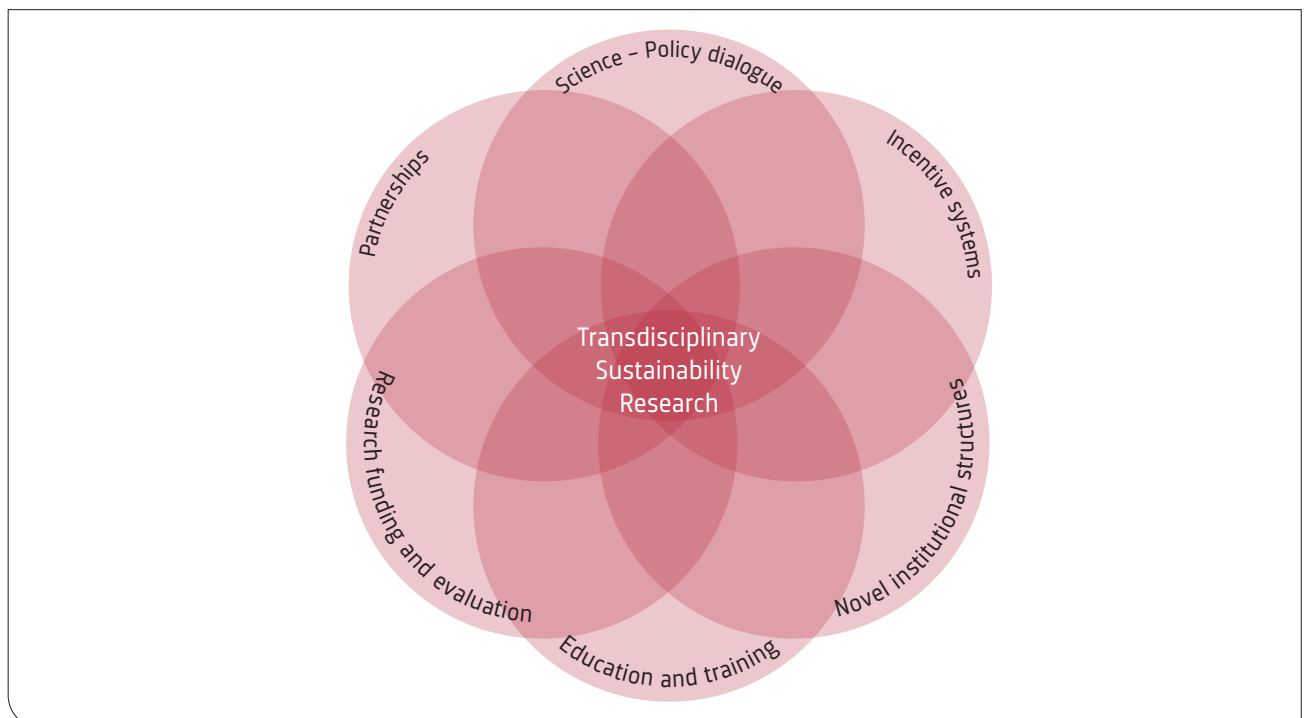 Science – Policy dialogue
Incentive systems
Partnerships
Transdisciplinary
Sustainability
Research
Research funding and evaluation
Novel institutional structures
Education and training